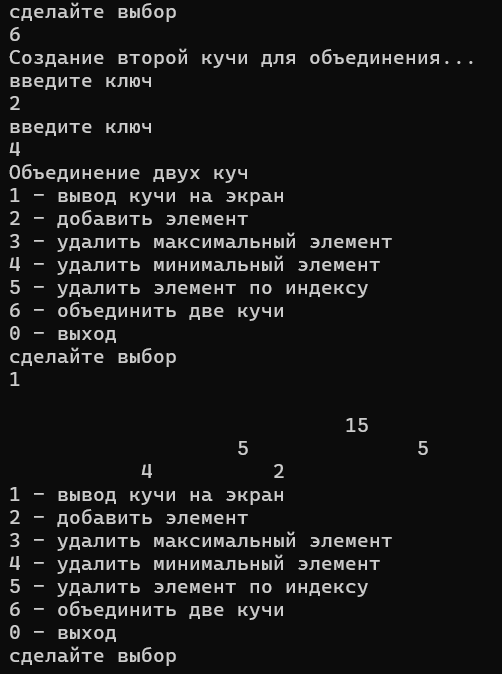 сделайте выбор
6
Создание второй кучи для объединения...
введите ключ
2
введите ключ
4
Объединение двух куч
1 - вывод кучи на экран
2 - добавить элемент
3 - удалить максимальный элемент
4 - удалить минимальный элемент
5 - удалить элемент по индексу
6 - объединить две кучи
0 - выход
сделайте выбор
1
15
5 5
4 2
1 - вывод кучи на экран
2 - добавить элемент
3 - удалить максимальный элемент
4 - удалить минимальный элемент
5 - удалить элемент по индексу
6 - объединить две кучи
0 - выход
сделайте выбор